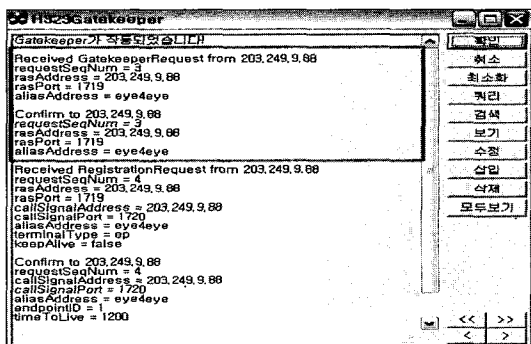 H323Gatekeeper
Gatekeeper가 작동되었습니다!
Received GatekeeperRequest from 203,249,9,88
requestSeqNum = 3
rasAddress = 203,249,9,88
rasPort = 1719
aliasAddress = eye4eye
Confirm to 203,249,9,88
requestSeqNum = 3
rasAddress = 203,249,9,88
rasPort = 1719
aliasAddress = eye4eye
Received RegistrationRequest from 203,249,9,88
requestSeqNum = 4
rasAddress = 203,249,9,88
rasPort = 1719
callSignalAddress = 203,249,9,88
callSignalPort = 1720
aliasAddress = eye4eye
terminalType = ep
keepAlive = false
Confirm to 203,249,9,88
requestSeqNum = 4
callSignalAddress = 203,249,9,88
callSignalPort = 1720
aliasAddress = eye4eye
endpointID = 1
timeToLive = 1200
확인
취소
최소화
쿼리
검색
보기
수정
삽입
삭제
모두보기
<< >>
< >